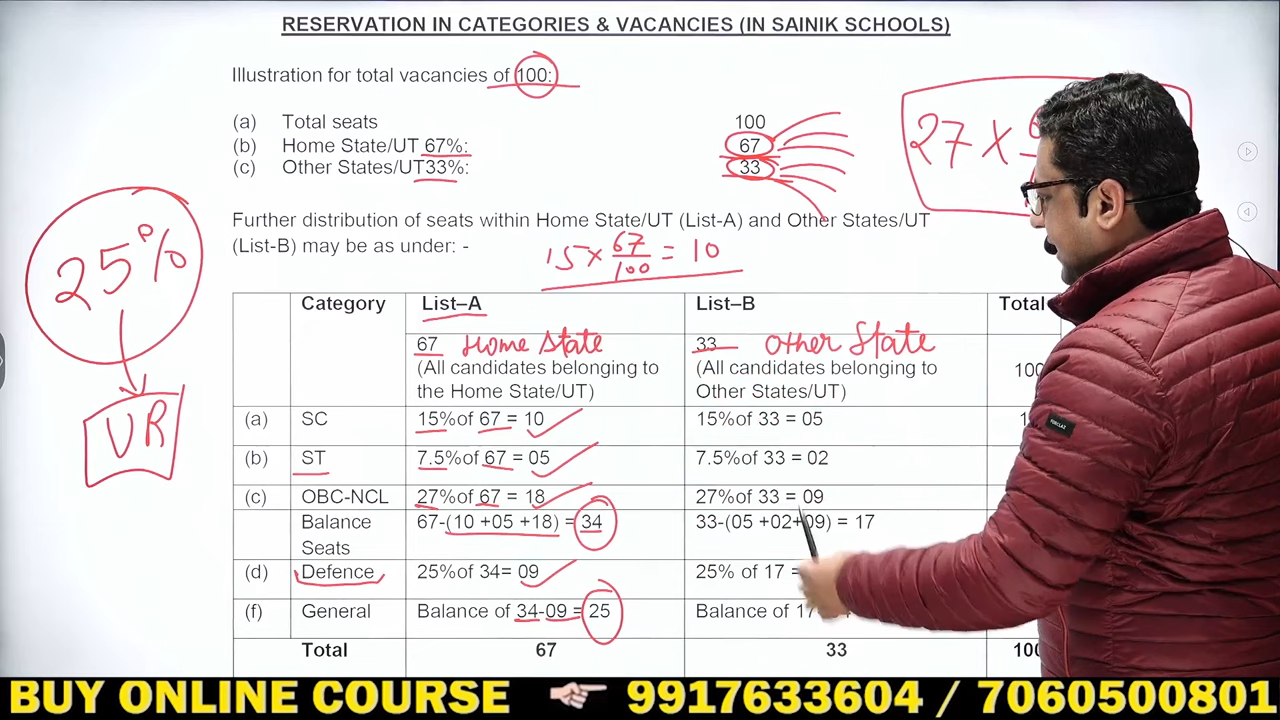 RESERVATION IN CATEGORIES & VACANCIES (IN SAINIK SCHOOLS)
Illustration for total vacancies of 100:
(a) Total seats 100
(b) Home State/UT 67%: 67
(c) Other States/UT33%: 33
27 ×
25% 
UR
Further distribution of seats within Home State/UT (List-A) and Other States/UT
(List-B) may be as under: -
15 × 67/100 = 10
Category List–A List–B Total
67 Home State 33 Other State
(All candidates belonging to the Home State/UT) (All candidates belonging to Other States/UT) 100
(a) SC 15%of 67 = 10 15%of 33 = 05
(b) ST 7.5%of 67 = 05 7.5%of 33 = 02
(c) OBC-NCL 27%of 67 = 18 27%of 33 = 09
Balance Seats 67-(10 +05 +18) = 34 33-(05 +02+09) = 17
(d) Defence 25%of 34= 09 25% of 17 =
(f) General Balance of 34-09 = 25 Balance of 17
Total 67 33 100
BUY ONLINE COURSE 9917633604 / 7060500801